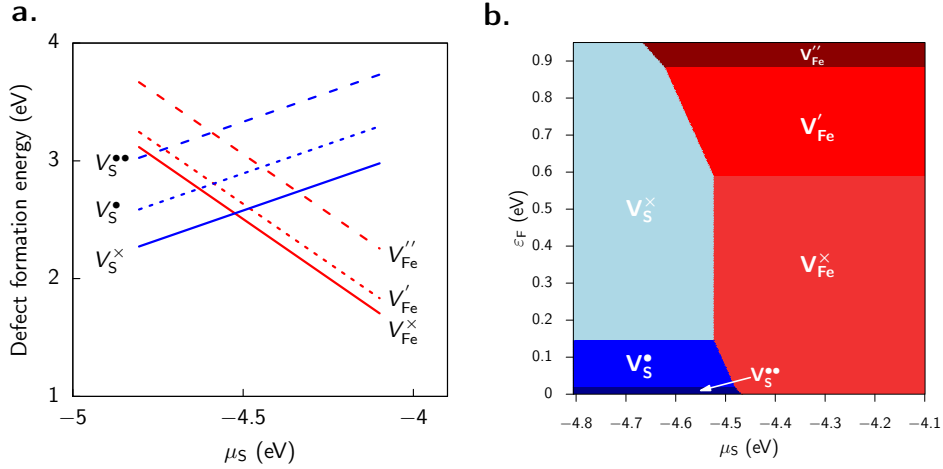 a.
Defect formation energy (eV)
4
3
2
1
V_S^••
V_S^•
V_S^×
V_Fe^′′
V_Fe^′
V_Fe^×
−5
−4.5
−4
μ_S (eV)
b.
ε_F (eV)
0.9
0.8
0.7
0.6
0.5
0.4
0.3
0.2
0.1
0
V_Fe^′′
V_Fe^′
V_S^×
V_Fe^×
V_S^•
V_S^••
−4.8 −4.7 −4.6 −4.5 −4.4 −4.3 −4.2 −4.1
μ_S (eV)